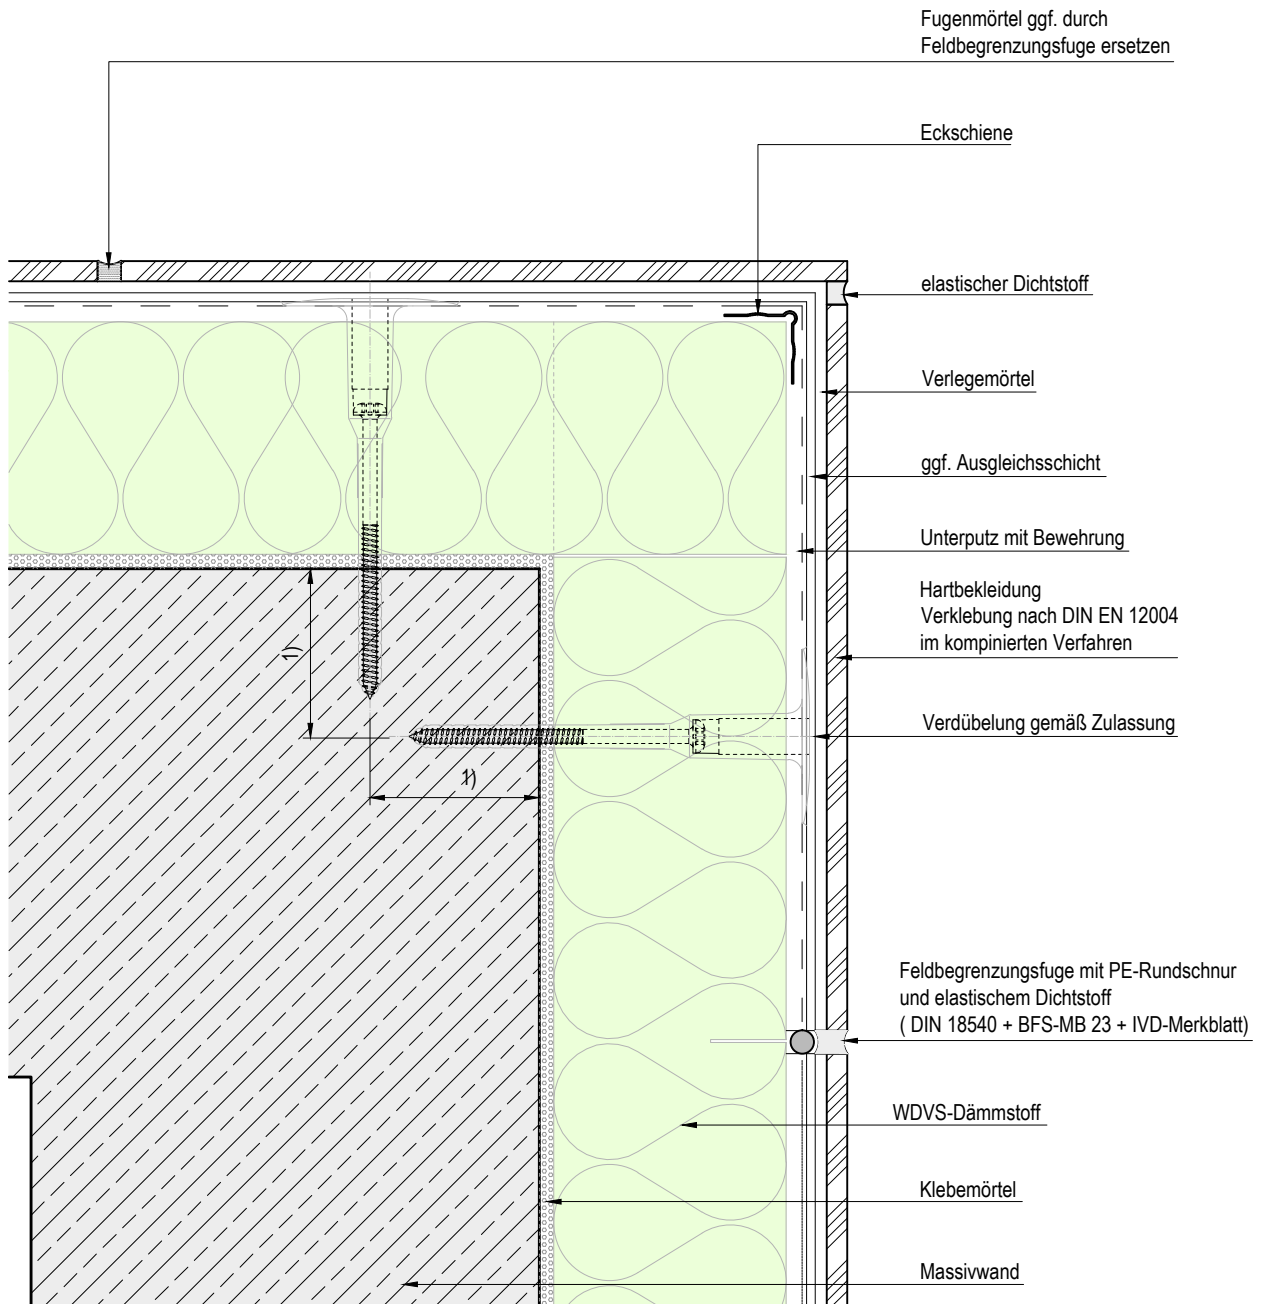 Fugenmörtel ggf. durch
Feldbegrenzungsfuge ersetzen
Eckschiene
elastischer Dichtstoff
Verlegemörtel
ggf. Ausgleichsschicht
Unterputz mit Bewehrung
Hartbekleidung
Verklebung nach DIN EN 12004
im kompinierten Verfahren
1)
Verdübelung gemäß Zulassung
1)
Feldbegrenzungsfuge mit PE-Rundschnur
und elastischem Dichtstoff
( DIN 18540 + BFS-MB 23 + IVD-Merkblatt)
WDVS-Dämmstoff
Klebemörtel
Massivwand